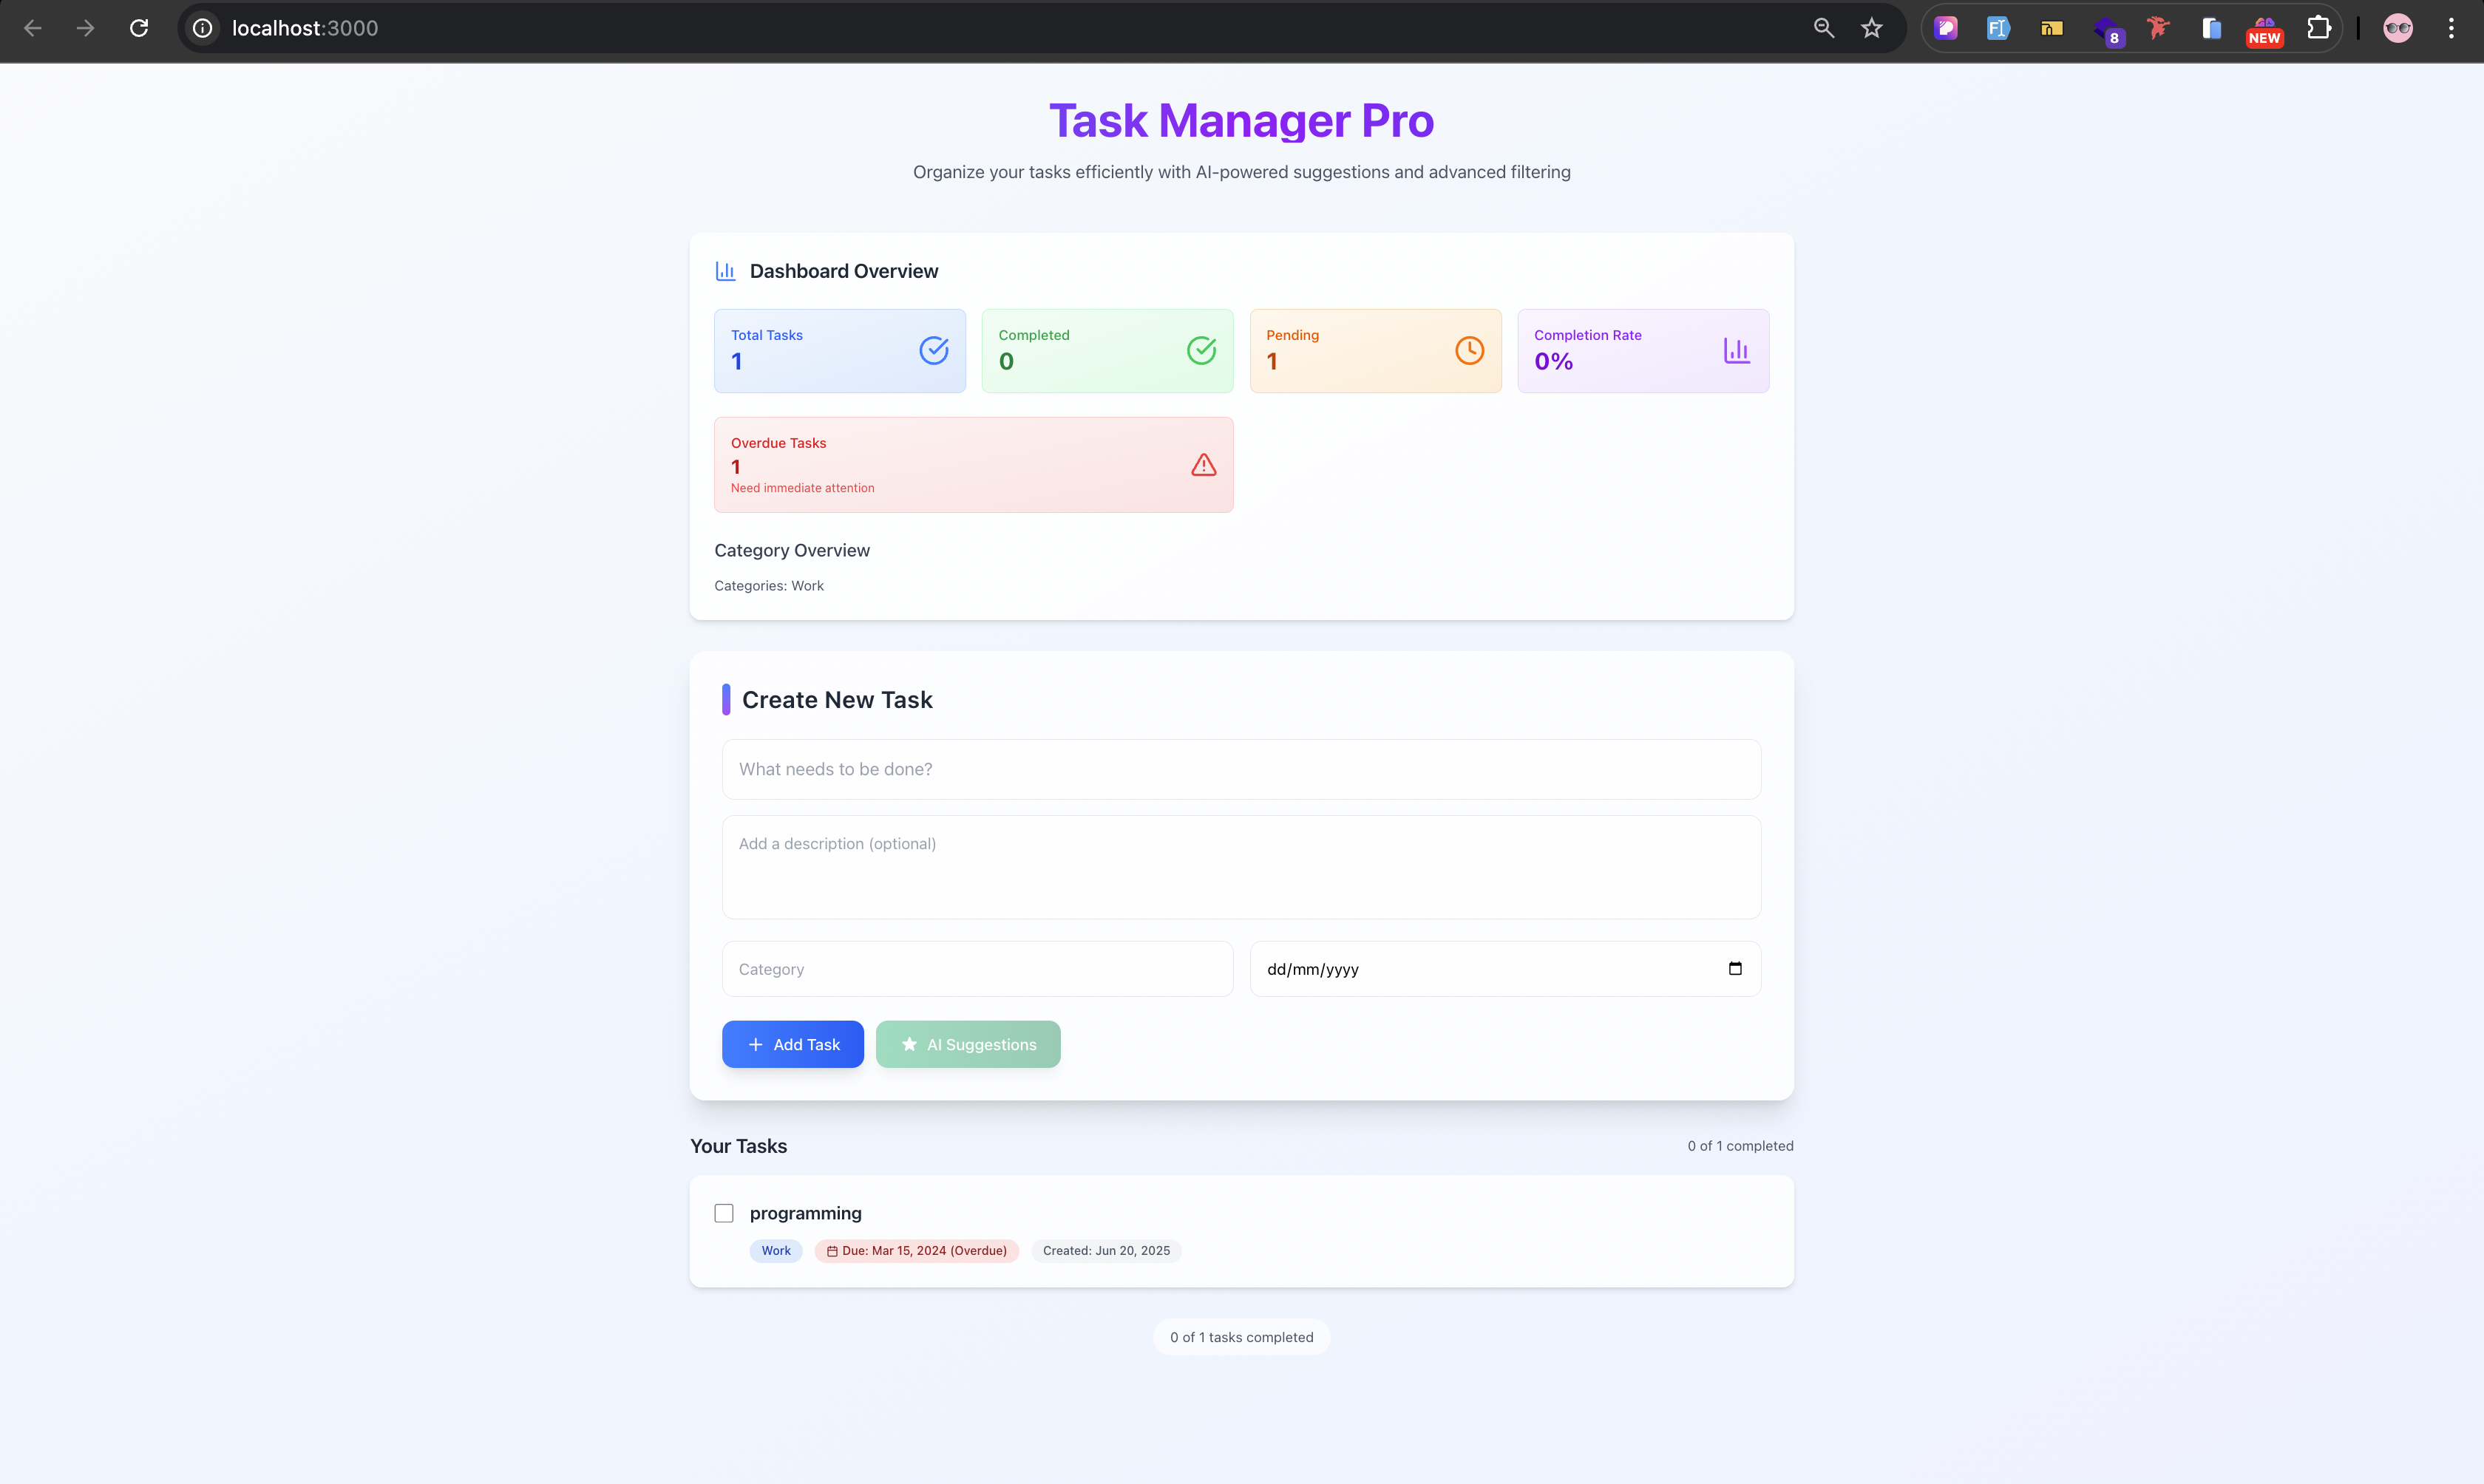 localhost:3000
8
NEW
Task Manager Pro
Organize your tasks efficiently with AI-powered suggestions and advanced filtering
Dashboard Overview
Total Tasks
1
Completed
0
Pending
1
Completion Rate
0%
Overdue Tasks
1
Need immediate attention
Category Overview
Categories: Work
Create New Task
What needs to be done?
Add a description (optional)
Category
dd/mm/yyyy
Add Task
AI Suggestions
Your Tasks
0 of 1 completed
programming
Work
Due: Mar 15, 2024 (Overdue)
Created: Jun 20, 2025
0 of 1 tasks completed